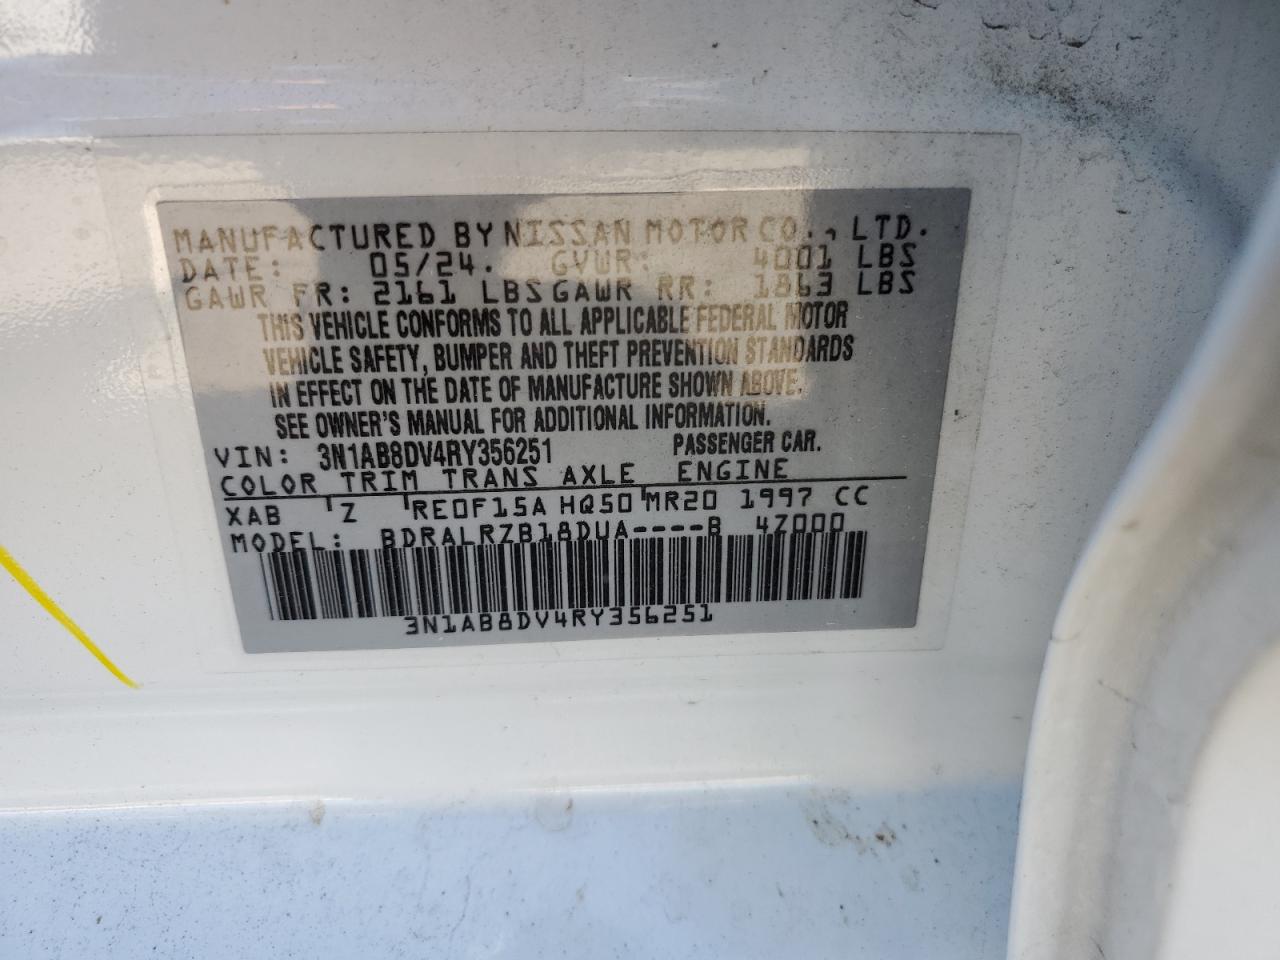 MANUFACTURED BY NISSAN MOTOR CO., LTD.
DATE: 05/24. GVWR: 4001 LBS
GAWR FR: 2161 LBS GAWR RR: 1863 LBS
THIS VEHICLE CONFORMS TO ALL APPLICABLE FEDERAL MOTOR
VEHICLE SAFETY, BUMPER AND THEFT PREVENTION STANDARDS
IN EFFECT ON THE DATE OF MANUFACTURE SHOWN ABOVE.
SEE OWNER'S MANUAL FOR ADDITIONAL INFORMATION.
VIN: 3N1AB8DV4RY356251 PASSENGER CAR.
COLOR TRIM TRANS AXLE ENGINE
XAB Z RE0F15A HQ50 MR20 1997 CC
MODEL: BDRALRZB18DUA----B 4Z000
3N1AB8DV4RY356251